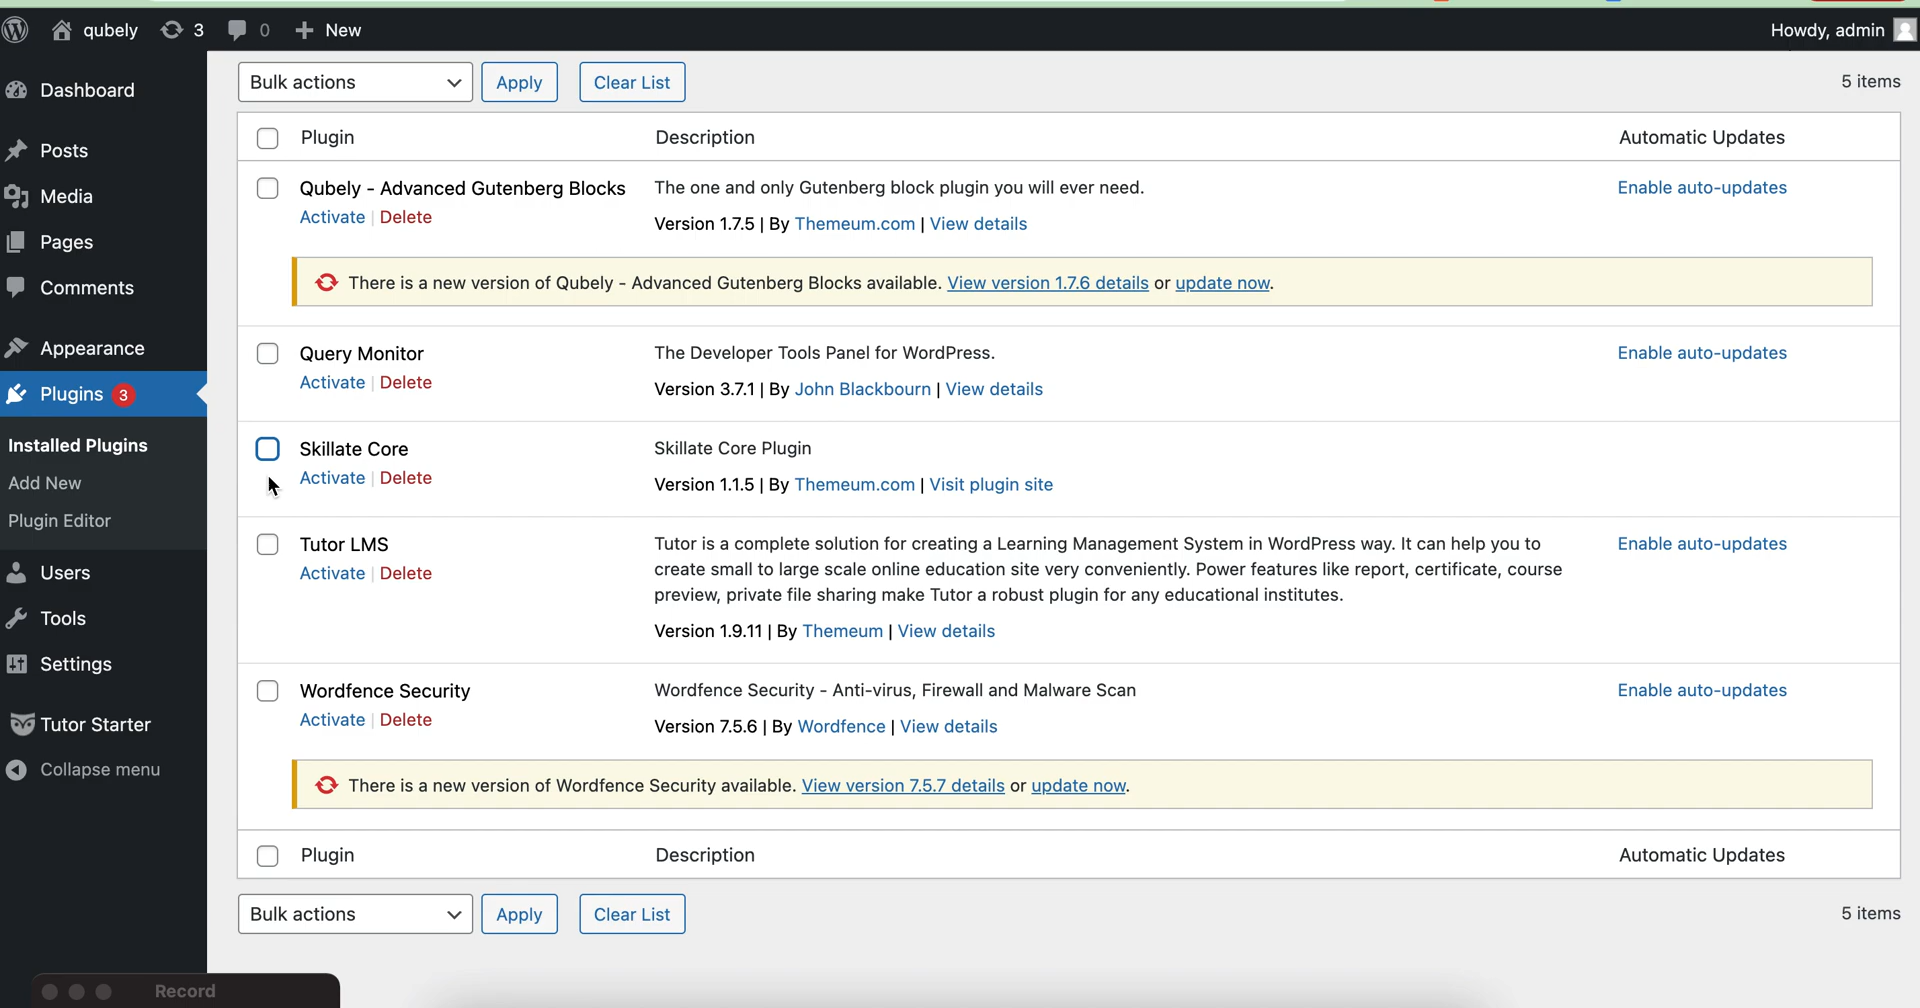 qubely 3 0 New Howdy, admin
Dashboard
Posts
Media
Pages
Comments
Appearance
Plugins 3
Installed Plugins
Add New
Plugin Editor
Users
Tools
Settings
Tutor Starter
Collapse menu
Bulk actions Apply Clear List 5 items
Plugin Description Automatic Updates
Qubely - Advanced Gutenberg Blocks The one and only Gutenberg block plugin you will ever need. Enable auto-updates
Activate | Delete Version 1.7.5 | By Themeum.com | View details
There is a new version of Qubely - Advanced Gutenberg Blocks available. View version 1.7.6 details or update now.
Query Monitor The Developer Tools Panel for WordPress. Enable auto-updates
Activate | Delete Version 3.7.1 | By John Blackbourn | View details
Skillate Core Skillate Core Plugin
Activate | Delete Version 1.1.5 | By Themeum.com | Visit plugin site
Tutor LMS Tutor is a complete solution for creating a Learning Management System in WordPress way. It can help you to Enable auto-updates
Activate | Delete create small to large scale online education site very conveniently. Power features like report, certificate, course
preview, private file sharing make Tutor a robust plugin for any educational institutes.
Version 1.9.11 | By Themeum | View details
Wordfence Security Wordfence Security - Anti-virus, Firewall and Malware Scan Enable auto-updates
Activate | Delete Version 7.5.6 | By Wordfence | View details
There is a new version of Wordfence Security available. View version 7.5.7 details or update now.
Plugin Description Automatic Updates
Bulk actions Apply Clear List 5 items
Record